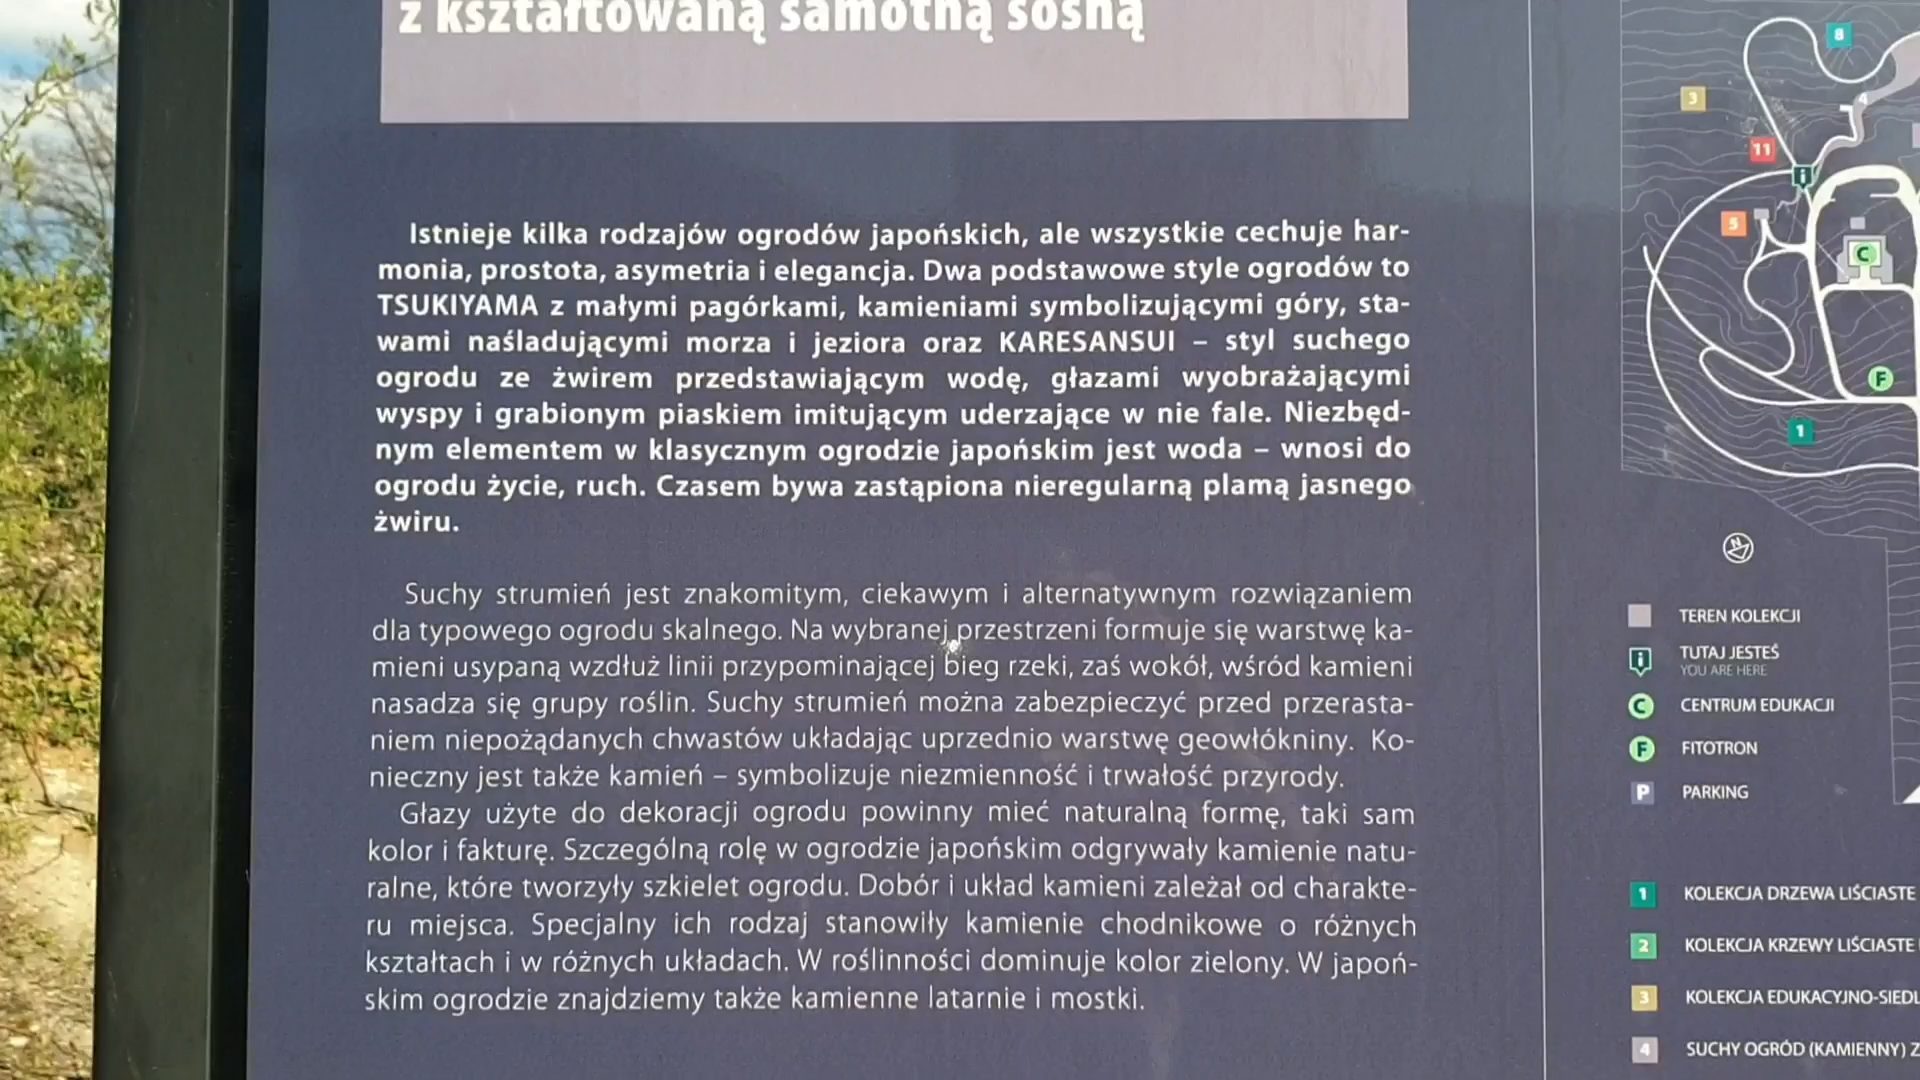 z kształtowaną samotną sosną
Istnieje kilka rodzajów ogrodów japońskich, ale wszystkie cechuje har-
monia, prostota, asymetria i elegancja. Dwa podstawowe style ogrodów to
TSUKIYAMA z małymi pagórkami, kamieniami symbolizującymi góry, sta-
wami naśladującymi morza i jeziora oraz KARESANSUI – styl suchego
ogrodu ze żwirem przedstawiającym wodę, głazami wyobrażającymi
wyspy i grabionym piaskiem imitującym uderzające w nie fale. Niezbęd-
nym elementem w klasycznym ogrodzie japońskim jest woda – wnosi do
ogrodu życie, ruch. Czasem bywa zastąpiona nieregularną plamą jasnego
żwiru.
Suchy strumień jest znakomitym, ciekawym i alternatywnym rozwiązaniem
dla typowego ogrodu skalnego. Na wybranej przestrzeni formuje się warstwę ka-
mieni usypaną wzdłuż linii przypominającej bieg rzeki, zaś wokół, wśród kamieni
nasadza się grupy roślin. Suchy strumień można zabezpieczyć przed przerasta-
niem niepożądanych chwastów układając uprzednio warstwę geowłókniny. Ko-
nieczny jest także kamień – symbolizuje niezmienność i trwałość przyrody.
Głazy użyte do dekoracji ogrodu powinny mieć naturalną formę, taki sam
kolor i fakturę. Szczególną rolę w ogrodzie japońskim odgrywały kamienie natu-
ralne, które tworzyły szkielet ogrodu. Dobór i układ kamieni zależał od charakte-
ru miejsca. Specjalny ich rodzaj stanowiły kamienie chodnikowe o różnych
kształtach i w różnych układach. W roślinności dominuje kolor zielony. W japoń-
skim ogrodzie znajdziemy także kamienne latarnie i mostki.
8
3
4
11
i
5
C
F
1
N
TEREN KOLEKCJI
i TUTAJ JESTEŚ
YOU ARE HERE
C CENTRUM EDUKACJI
F FITOTRON
P PARKING
1 KOLEKCJA DRZEWA LIŚCIASTE
2 KOLEKCJA KRZEWY LIŚCIASTE
3 KOLEKCJA EDUKACYJNO-SIEDL
4 SUCHY OGRÓD (KAMIENNY) Z